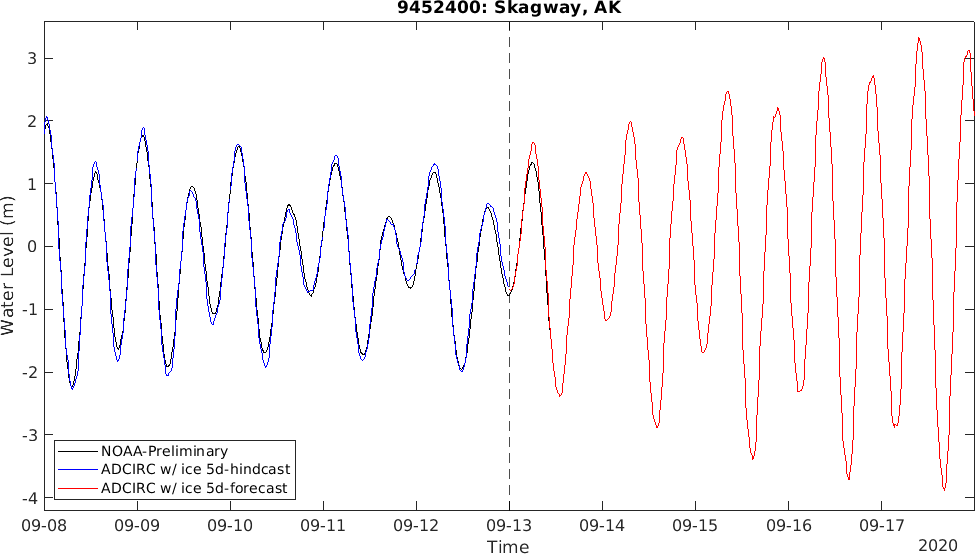 9452400: Skagway, AK
3
2
1
0
-1
-2
-3
-4
Water Level (m)
NOAA-Preliminary
ADCIRC w/ ice 5d-hindcast
ADCIRC w/ ice 5d-forecast
09-08 09-09 09-10 09-11 09-12 09-13 09-14 09-15 09-16 09-17
Time
2020